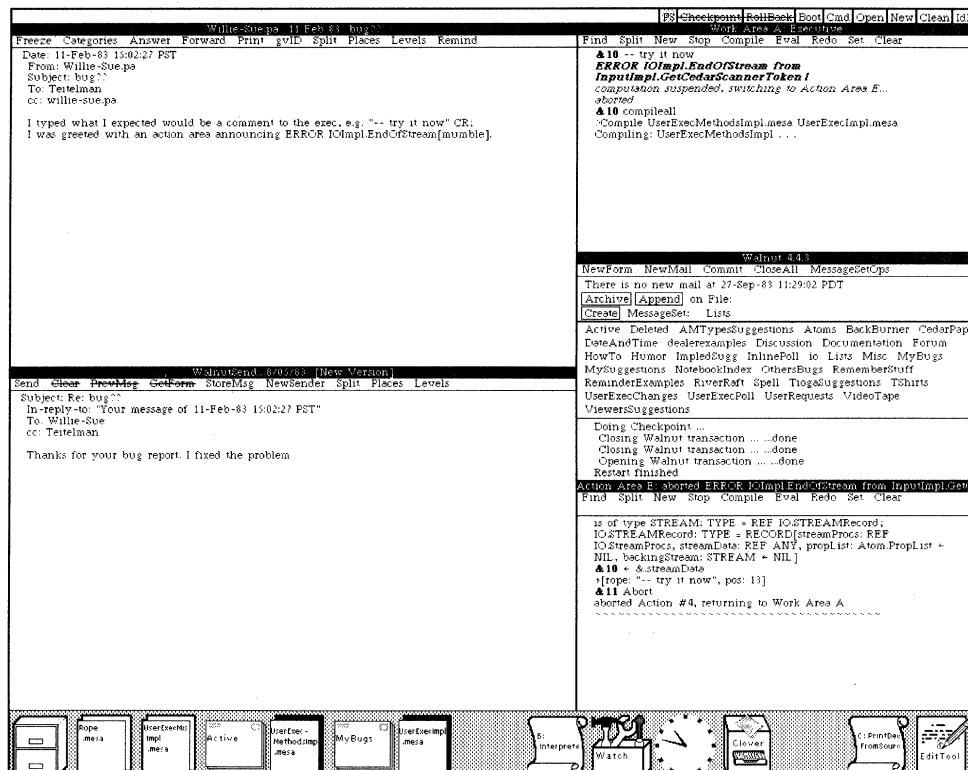 PS Checkpoint RollBack Boot Cmd Open New Clean Idl
Willie-Sue.pa 11 Feb 83 bug??
Freeze Categories Answer Forward Print gvID Split Places Levels Remind
Date: 11-Feb-83 15:02:27 PST
From: Willie-Sue.pa
Subject: bug??
To: Teitelman
cc: willie-sue.pa
I typed what I expected would be a comment to the exec, e.g. "-- try it now" CR;
I was greeted with an action area announcing ERROR IOImpl.EndOfStream[mumble].
WalnutSend...8/05/83 [New Version]
Send Clear PrevMsg GetForm StoreMsg NewSender Split Places Levels
Subject: Re: bug??
In-reply-to: "Your message of 11-Feb-83 15:02:27 PST"
To: Willie-Sue
cc: Teitelman
Thanks for your bug report. I fixed the problem
Work Area A: Executive
Find Split New Stop Compile Eval Redo Set Clear
&10 -- try it now
ERROR IOImpl.EndOfStream from
InputImpl.GetCedarScannerToken !
computation suspended, switching to Action Area E...
aborted
&10 compileall
>Compile UserExecMethodsImpl.mesa UserExecImpl.mesa
Compiling: UserExecMethodsImpl . . .
Walnut 4.4.3
NewForm NewMail Commit CloseAll MessageSetOps
There is no new mail at 27-Sep-83 11:29:02 PDT
Archive Append on File:
Create MessageSet: Lists
Active Deleted AMTypesSuggestions Atoms BackBurner CedarPap
DateAndTime dealerexamples Discussion Documentation Forum
HowTo Humor ImpledSugg InlinePoll io Lists Misc MyBugs
MySuggestions NotebookIndex OthersBugs RememberStuff
ReminderExamples RiverRaft Spell TiogaSuggestions TShirts
UserExecChanges UserExecPoll UserRequests VideoTape
ViewersSuggestions
Doing Checkpoint ...
Closing Walnut transaction ... ...done
Closing Walnut transaction ... ...done
Opening Walnut transaction ... ...done
Restart finished
Action Area E: aborted ERROR IOImpl.EndOfStream from InputImpl.Get
Find Split New Stop Compile Eval Redo Set Clear
is of type STREAM: TYPE = REF IO.STREAMRecord;
IO.STREAMRecord: TYPE = RECORD[streamProcs: REF
IO.StreamProcs, streamData: REF ANY, propList: Atom.PropList ←
NIL, backingStream: STREAM ← NIL]
&10 ← &.streamData
↑[rope: "-- try it now", pos: 13]
&11 Abort
aborted Action #4, returning to Work Area A
Rope
.mesa
UserExecMis
Impl
.mesa
Active
UserExec-
MethodsImp
.mesa
MyBugs
UserExecImpl
.mesa
B:
Interprete
Watch
Clover
C: PrintDec
FromSourc
EditTool